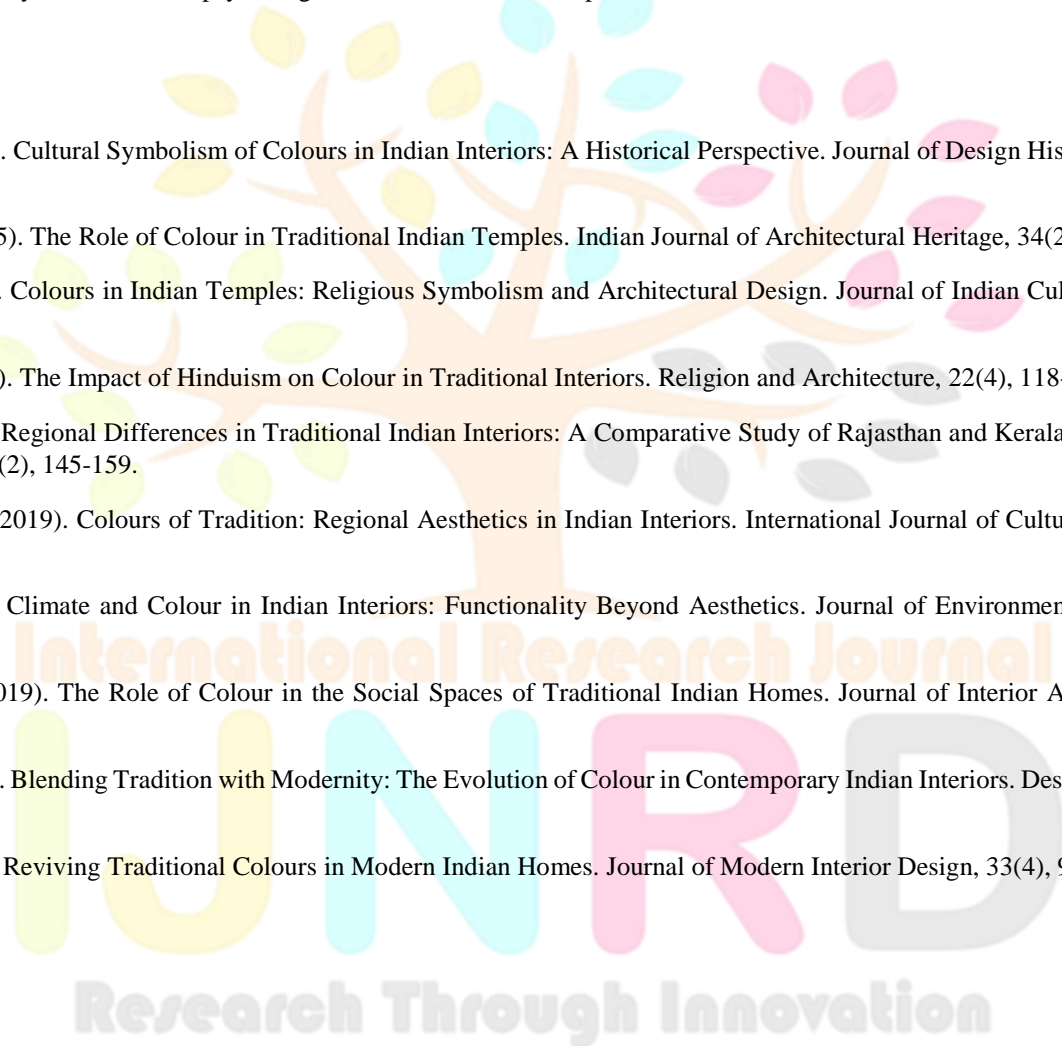 . Cultural Symbolism of Colours in Indian Interiors: A Historical Perspective. Journal of Design His
5). The Role of Colour in Traditional Indian Temples. Indian Journal of Architectural Heritage, 34(2
. Colours in Indian Temples: Religious Symbolism and Architectural Design. Journal of Indian Cul
). The Impact of Hinduism on Colour in Traditional Interiors. Religion and Architecture, 22(4), 118-
Regional Differences in Traditional Indian Interiors: A Comparative Study of Rajasthan and Kerala
(2), 145-159.
2019). Colours of Tradition: Regional Aesthetics in Indian Interiors. International Journal of Cultu
Climate and Colour in Indian Interiors: Functionality Beyond Aesthetics. Journal of Environmen
International Research Journal
019). The Role of Colour in the Social Spaces of Traditional Indian Homes. Journal of Interior A
IJNRD
. Blending Tradition with Modernity: The Evolution of Colour in Contemporary Indian Interiors. Des
Reviving Traditional Colours in Modern Indian Homes. Journal of Modern Interior Design, 33(4), 9
Research Through Innovation